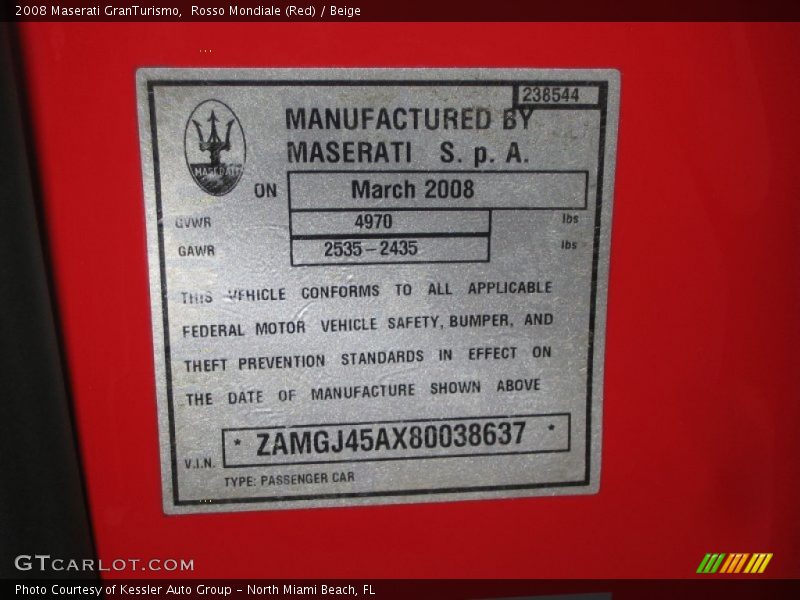 2008 Maserati GranTurismo, Rosso Mondiale (Red) / Beige
238544
MANUFACTURED BY
MASERATI S. p. A.
MASERATI
ON March 2008
GVWR 4970 lbs
GAWR 2535-2435 lbs
THIS VEHICLE CONFORMS TO ALL APPLICABLE
FEDERAL MOTOR VEHICLE SAFETY, BUMPER, AND
THEFT PREVENTION STANDARDS IN EFFECT ON
THE DATE OF MANUFACTURE SHOWN ABOVE
V.I.N. * ZAMGJ45AX80038637 *
TYPE: PASSENGER CAR
GTCARLOT.COM
Photo Courtesy of Kessler Auto Group - North Miami Beach, FL